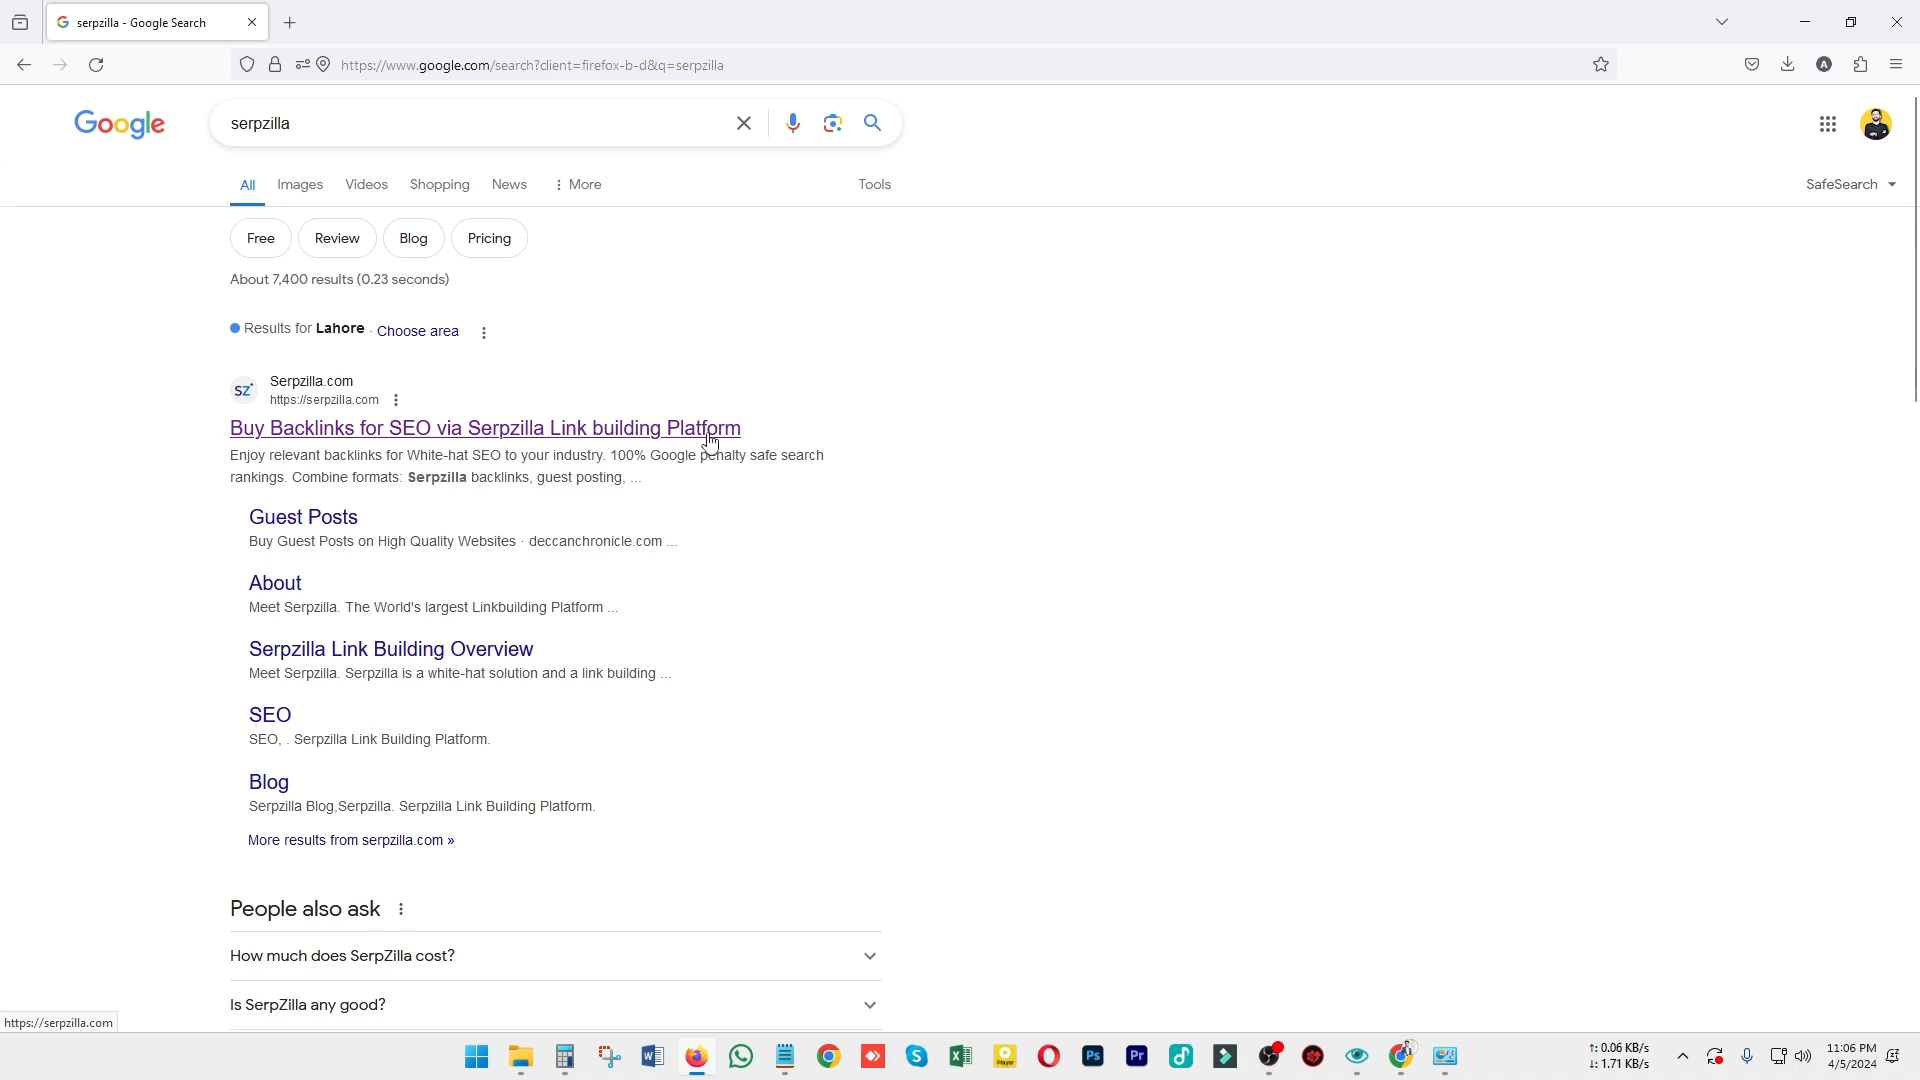 serpzilla - Google Search
https://www.google.com/search?client=firefox-b-d&q=serpzilla
Google
serpzilla
All
Images
Videos
Shopping
News
More
Tools
SafeSearch
Free
Review
Blog
Pricing
About 7,400 results (0.23 seconds)
Results for Lahore · Choose area
SZ
Serpzilla.com
https://serpzilla.com
Buy Backlinks for SEO via Serpzilla Link building Platform
Enjoy relevant backlinks for White-hat SEO to your industry. 100% Google penalty safe search
rankings. Combine formats: Serpzilla backlinks, guest posting, ...
Guest Posts
Buy Guest Posts on High Quality Websites · deccanchronicle.com ...
About
Meet Serpzilla. The World's largest Linkbuilding Platform ...
Serpzilla Link Building Overview
Meet Serpzilla. Serpzilla is a white-hat solution and a link building ...
SEO
SEO, . Serpzilla Link Building Platform.
Blog
Serpzilla Blog,Serpzilla. Serpzilla Link Building Platform.
More results from serpzilla.com »
People also ask
How much does SerpZilla cost?
Is SerpZilla any good?
https://serpzilla.com
↑: 0.06 KB/s
↓: 1.71 KB/s
11:06 PM
4/5/2024